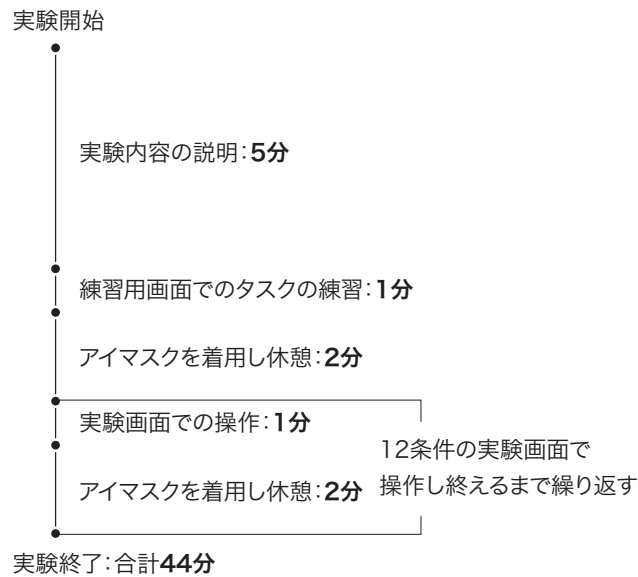 実験開始
実験内容の説明：5分
練習用画面でのタスクの練習：1分
アイマスクを着用し休憩：2分
実験画面での操作：1分
12条件の実験画面で
操作し終えるまで繰り返す
アイマスクを着用し休憩：2分
実験終了：合計44分